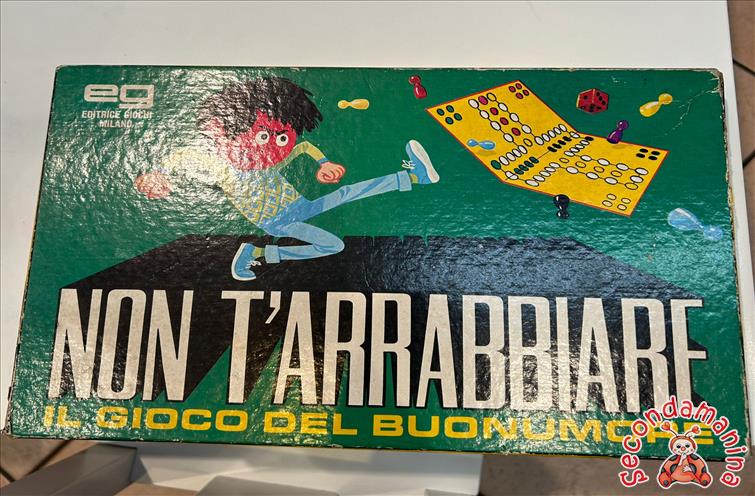 eg
EDITRICE GIOCHI
MILANO
NON T'ARRABBIARE
IL GIOCO DEL BUONUMORE
secondamanina